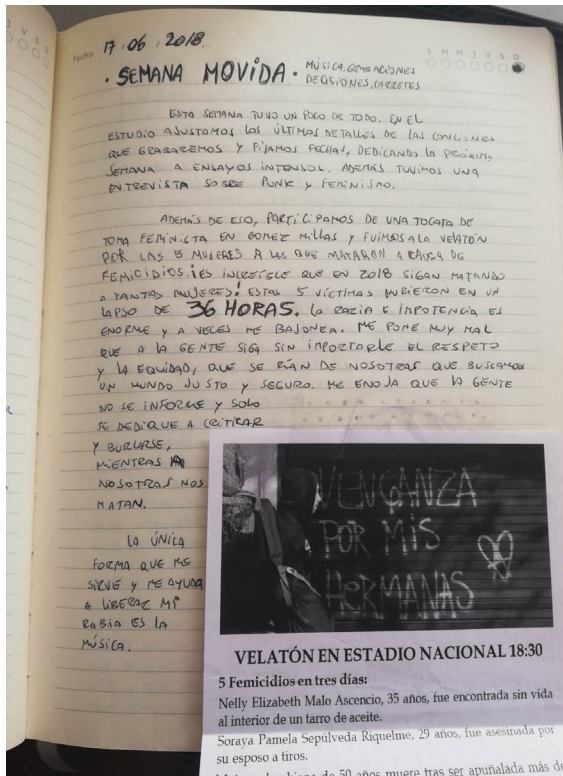 Fecha 17/06/2018.
L M M J V S D
• SEMANA MOVIDA • MÚSICA, GRABACIONES
DECISIONES, CARRETES
ESTA SEMANA TUVO UN POCO DE TODO. EN EL
ESTUDIO AJUSTAMOS LOS ÚLTIMOS DETALLES DE LAS CANCIONES
QUE GRABAREMOS Y FIJAMOS FECHAS, DEDICANDO LA PRÓXIMA
SEMANA A ENSAYOS INTENSOS. ADEMÁS TUVIMOS UNA
ENTREVISTA SOBRE PUNK Y FEMINISMO.
ADEMÁS DE ESO, PARTICIPAMOS DE UNA TOCATA DE
TOMA FEMINISTA EN GOMEZ MILLAS Y FUIMOS A LA VELATÓN
POR LAS 5 MUJERES A LAS QUE MATARON A CAUSA DE
FEMICIDIOS. ¡ES INCREÍBLE QUE EN 2018 SIGAN MATANDO
A TANTAS MUJERES! ESTAS 5 VÍCTIMAS MURIERON EN UN
LAPSO DE 36 HORAS. LA RABIA E IMPOTENCIA ES
ENORME Y A VECES ME BAJONEA. ME PONE MUY MAL
QUE A LA GENTE SIGA SIN IMPORTARLE EL RESPETO
Y LA EQUIDAD, QUE SE RÍAN DE NOSOTRAS QUE BUSCAMOS
UN MUNDO JUSTO Y SEGURO. ME ENOJA QUE LA GENTE
NO SE INFORME Y SOLO
SE DEDIQUE A CRITICAR
Y BURLARSE,
MIENTRAS A
NOSOTRAS NOS
MATAN.
LA ÚNICA
FORMA QUE ME
SIRVE Y ME AYUDA
A LIBERAR MI
RABIA ES LA
MÚSICA.
VENGANZA
POR MIS
HERMANAS
VELATÓN EN ESTADIO NACIONAL 18:30
5 Femicidios en tres días:
Nelly Elizabeth Malo Ascencio, 35 años, fue encontrada sin vida
al interior de un tarro de aceite.
Soraya Pamela Sepúlveda Riquelme, 29 años, fue asesinada por
su esposo a tiros.
de 50 años muere tras ser apuñalada más de